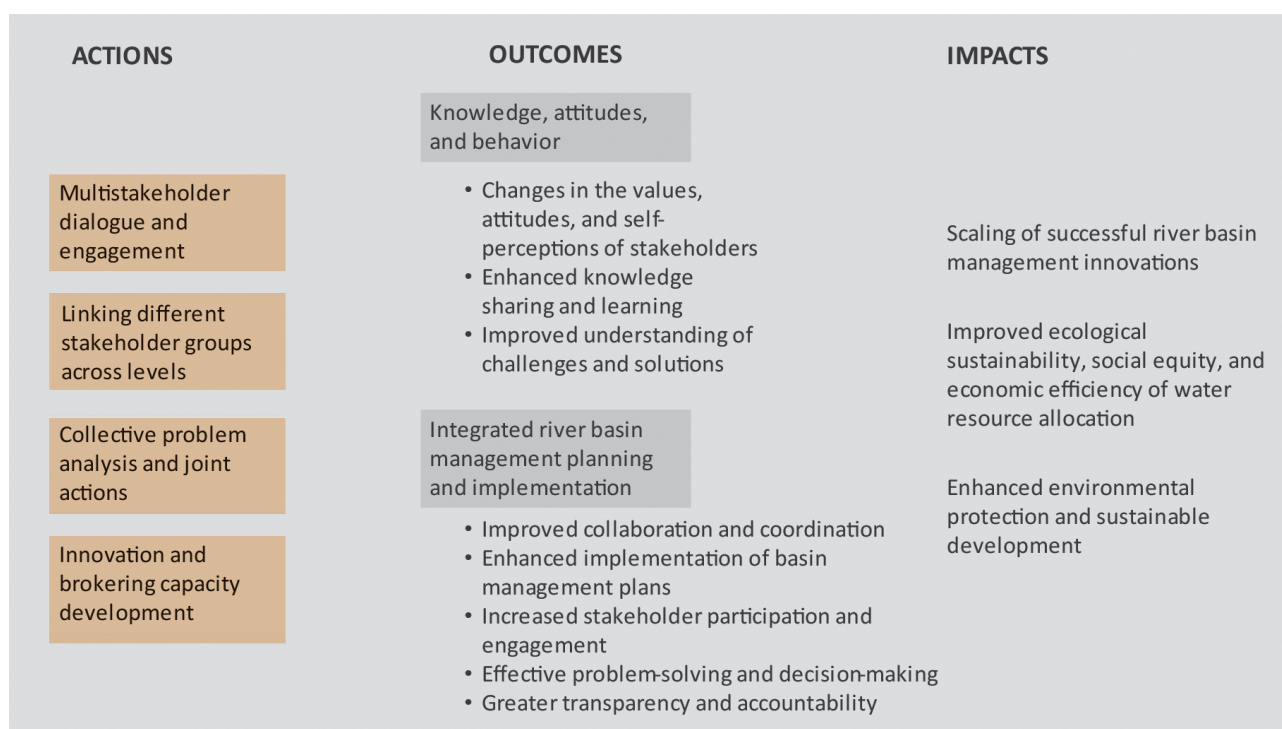 ACTIONS
Multistakeholder
dialogue and
engagement
Linking different
stakeholder groups
across levels
Collective problem
analysis and joint
actions
Innovation and
brokering capacity
development
OUTCOMES
Knowledge, attitudes,
and behavior
• Changes in the values,
attitudes, and self-
perceptions of stakeholders
• Enhanced knowledge
sharing and learning
• Improved understanding of
challenges and solutions
Integrated river basin
management planning
and implementation
• Improved collaboration and coordination
• Enhanced implementation of basin
management plans
• Increased stakeholder participation and
engagement
• Effective problem-solving and decision-making
• Greater transparency and accountability
IMPACTS
Scaling of successful river basin
management innovations
Improved ecological
sustainability, social equity, and
economic efficiency of water
resource allocation
Enhanced environmental
protection and sustainable
development